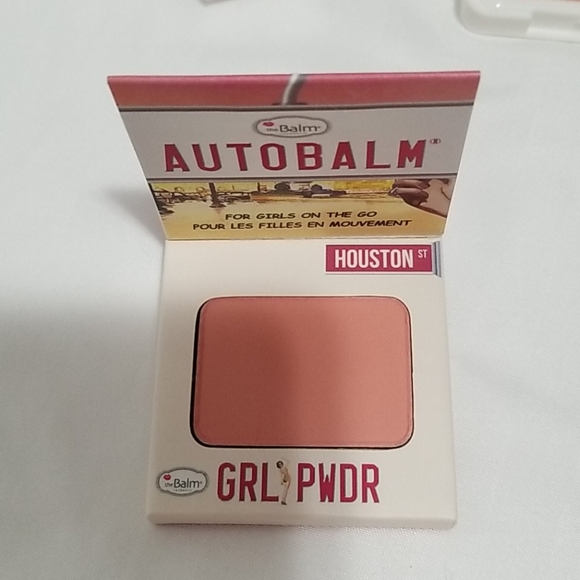 theBalm®
AUTOBALM®
FOR GIRLS ON THE GO
POUR LES FILLES EN MOUVEMENT
HOUSTON ST
theBalm®
GRL PWDR